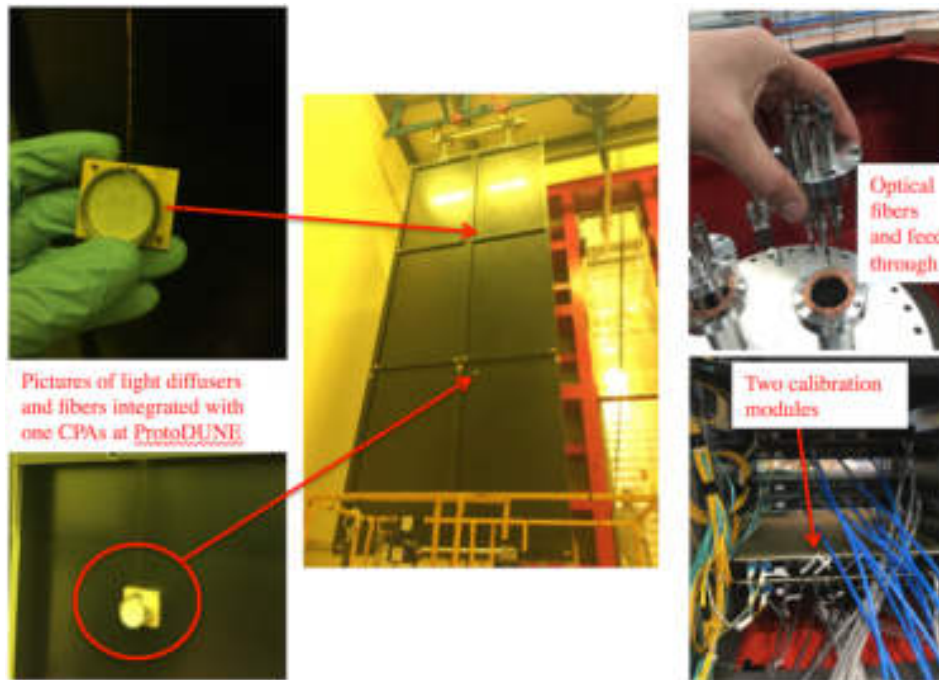 Pictures of light diffusers
and fibers integrated with
one CPAs at ProtoDUNE
Optical
fibers
and feed
through
Two calibration
modules